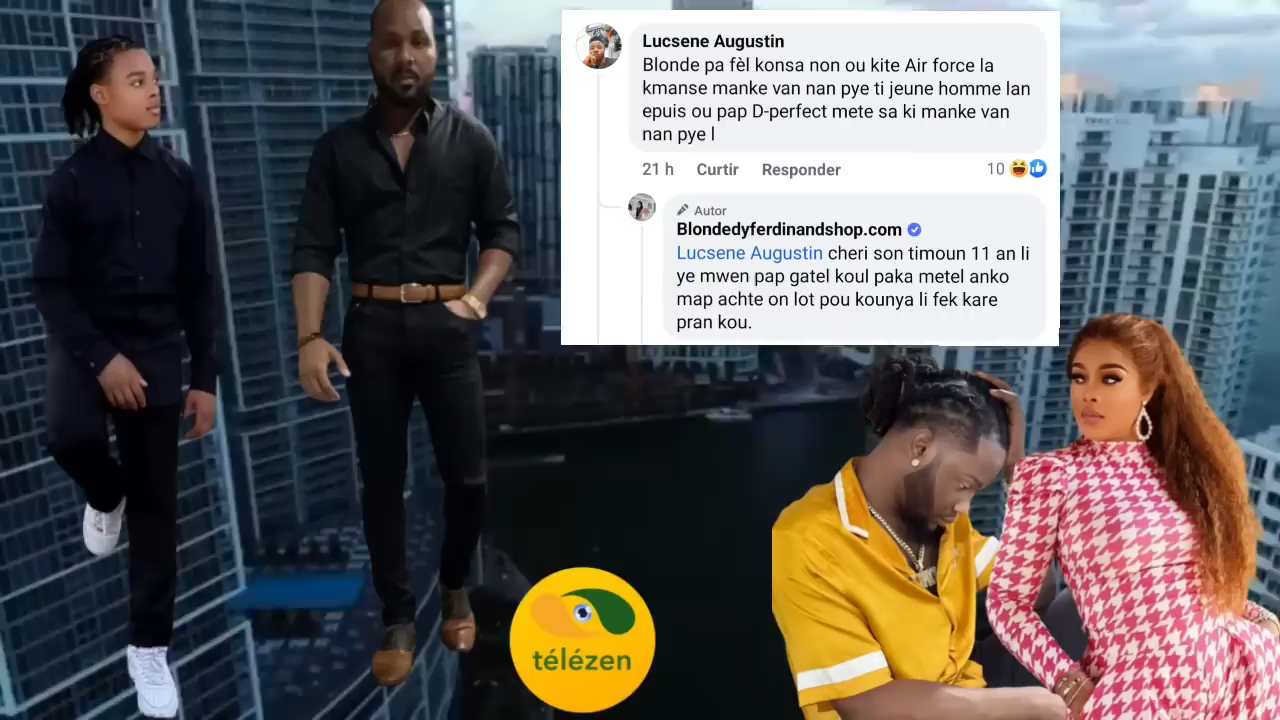 Lucsene Augustin
Blonde pa fèl konsa non ou kite Air force la
kmanse manke van nan pye ti jeune homme lan
epuis ou pap D-perfect mete sa ki manke van
nan pye l
21 h Curtir Responder 10
Autor
Blondedyferdinandshop.com
Lucsene Augustin cheri son timoun 11 an li
ye mwen pap gatel koul paka metel anko
map achte on lot pou kounya li fek kare
pran kou.
télézen